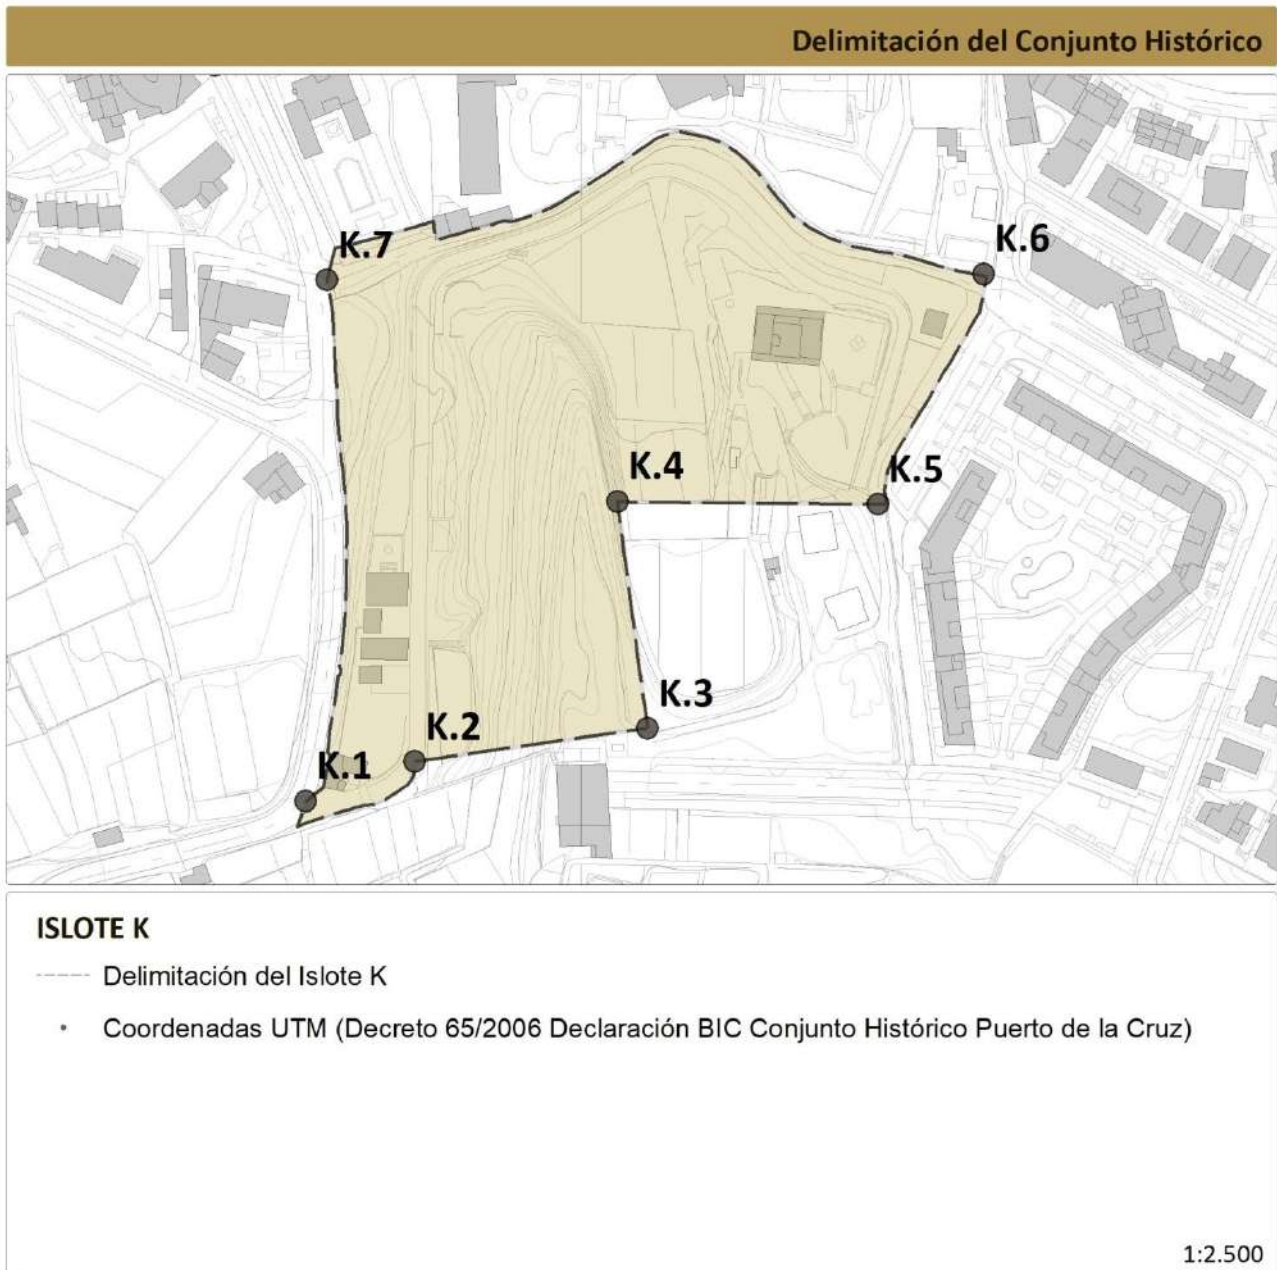 Delimitación del Conjunto Histórico
K.7
K.6
K.4
K.5
K.3
K.2
K.1
ISLOTE K
Delimitación del Islote K
Coordenadas UTM (Decreto 65/2006 Declaración BIC Conjunto Histórico Puerto de la Cruz)
1:2.500